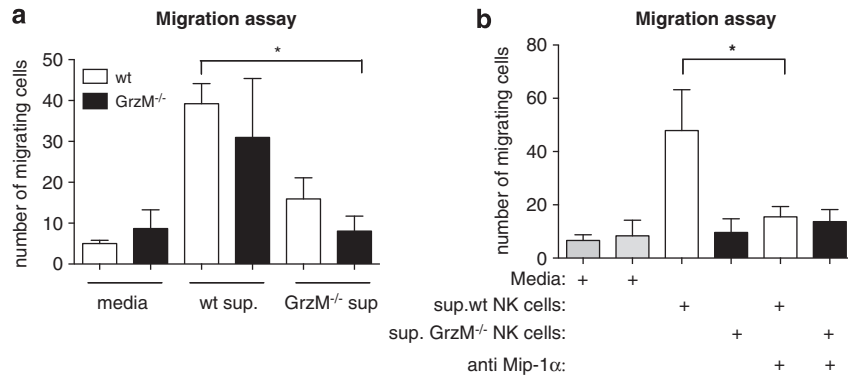 a
Migration assay
number of migrating cells
50
40
30
20
10
0
wt
GrzM-/-
*
media
wt sup.
GrzM-/- sup
b
Migration assay
number of migrating cells
80
60
40
20
0
*
Media: + +
sup.wt NK cells: + +
sup. GrzM-/- NK cells: + +
anti Mip-1α: + +